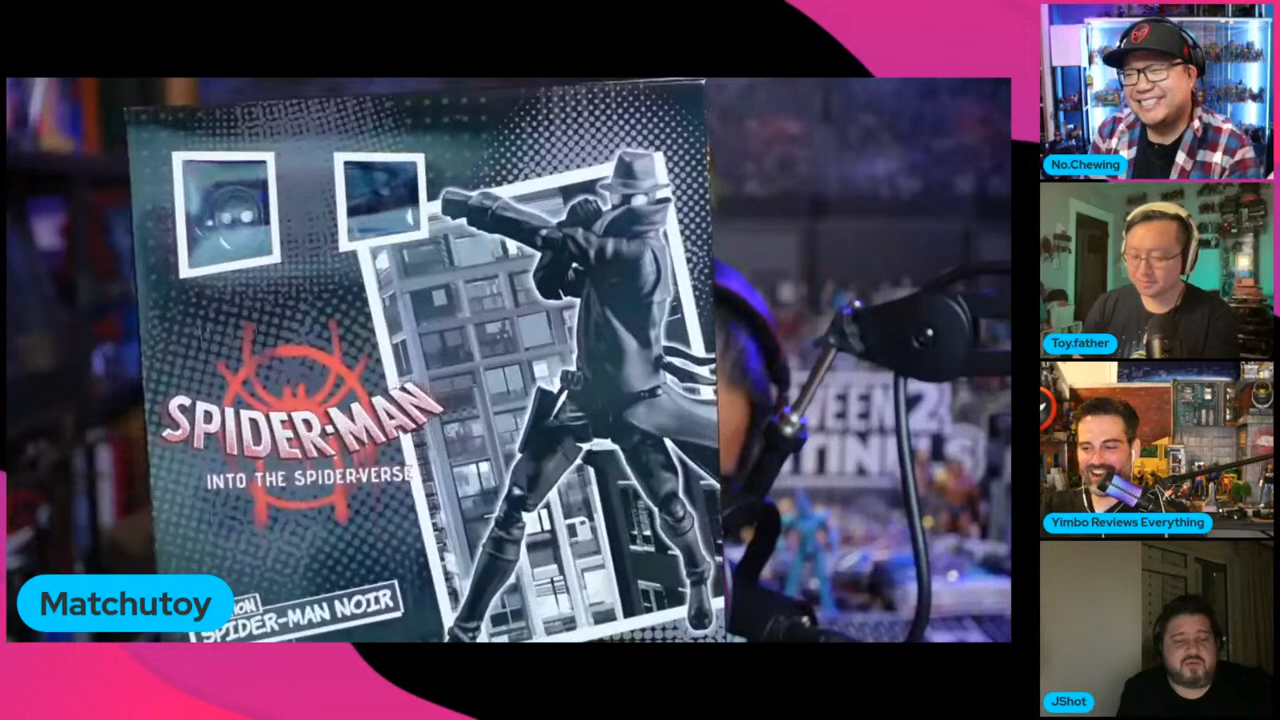 No.Chewing
Toy.father
Yimbo Reviews Everything
JShot
SPIDER-MAN
INTO THE SPIDER-VERSE
SPIDER-MAN NOIR
Matchutoy